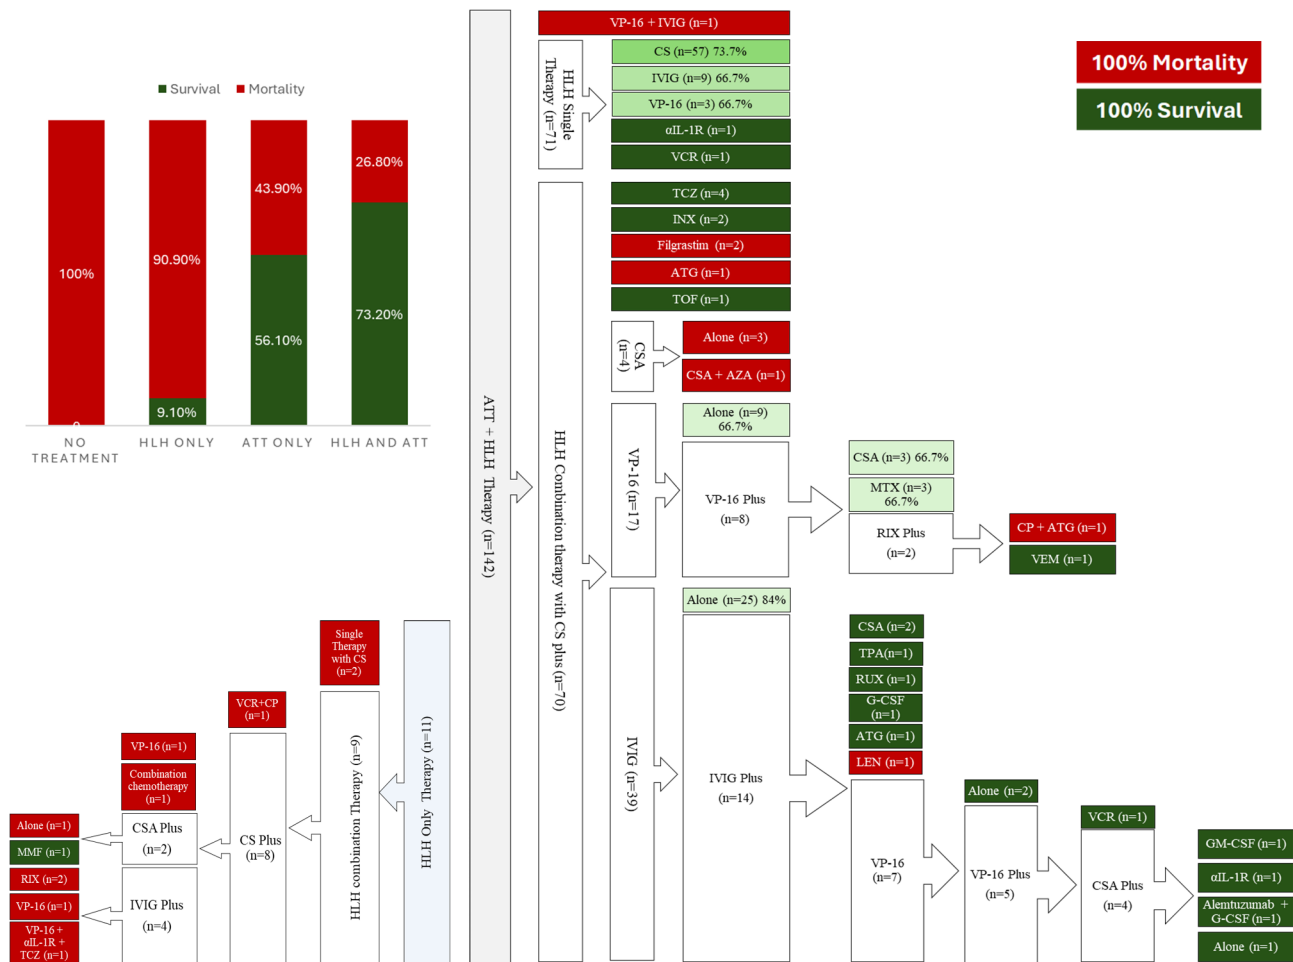 Survival
Mortality
100%
0
90.90%
9.10%
43.90%
56.10%
26.80%
73.20%
NO
TREATMENT
HLH ONLY
ATT ONLY
HLH AND ATT
100% Mortality
100% Survival
ATT + HLH Therapy (n=142)
VP-16 + IVIG (n=1)
HLH Single
Therapy (n=71)
CS (n=57) 73.7%
IVIG (n=9) 66.7%
VP-16 (n=3) 66.7%
αIL-1R (n=1)
VCR (n=1)
HLH Combination therapy with CS plus (n=70)
TCZ (n=4)
INX (n=2)
Filgrastim (n=2)
ATG (n=1)
TOF (n=1)
CSA
(n=4)
Alone (n=3)
CSA + AZA (n=1)
VP-16 (n=17)
Alone (n=9)
66.7%
VP-16 Plus
(n=8)
CSA (n=3) 66.7%
MTX (n=3)
66.7%
RIX Plus
(n=2)
CP + ATG (n=1)
VEM (n=1)
IVIG (n=39)
Alone (n=25) 84%
IVIG Plus
(n=14)
CSA (n=2)
TPA(n=1)
RUX (n=1)
G-CSF
(n=1)
ATG (n=1)
LEN (n=1)
VP-16
(n=7)
Alone (n=2)
VP-16 Plus
(n=5)
VCR (n=1)
CSA Plus
(n=4)
GM-CSF (n=1)
αIL-1R (n=1)
Alemtuzumab +
G-CSF (n=1)
Alone (n=1)
HLH Only Therapy (n=11)
Single
Therapy
with CS
(n=2)
HLH combination Therapy (n=9)
VCR+CP
(n=1)
CS Plus
(n=8)
VP-16 (n=1)
Combination
chemotherapy
(n=1)
CSA Plus
(n=2)
IVIG Plus
(n=4)
Alone (n=1)
MMF (n=1)
RIX (n=2)
VP-16 (n=1)
VP-16 +
αIL-1R +
TCZ (n=1)